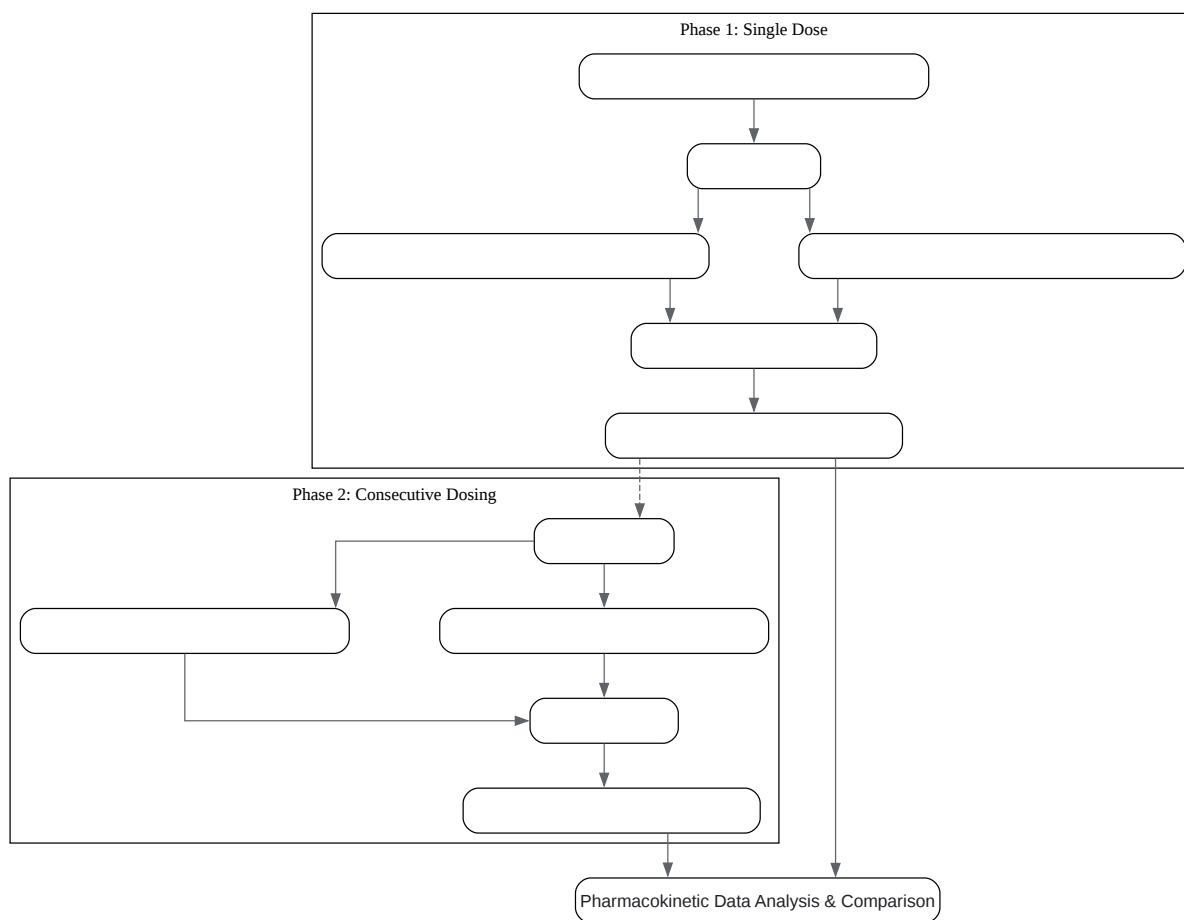 Phase 1: Single Dose
Phase 2: Consecutive Dosing
Pharmacokinetic Data Analysis & Comparison